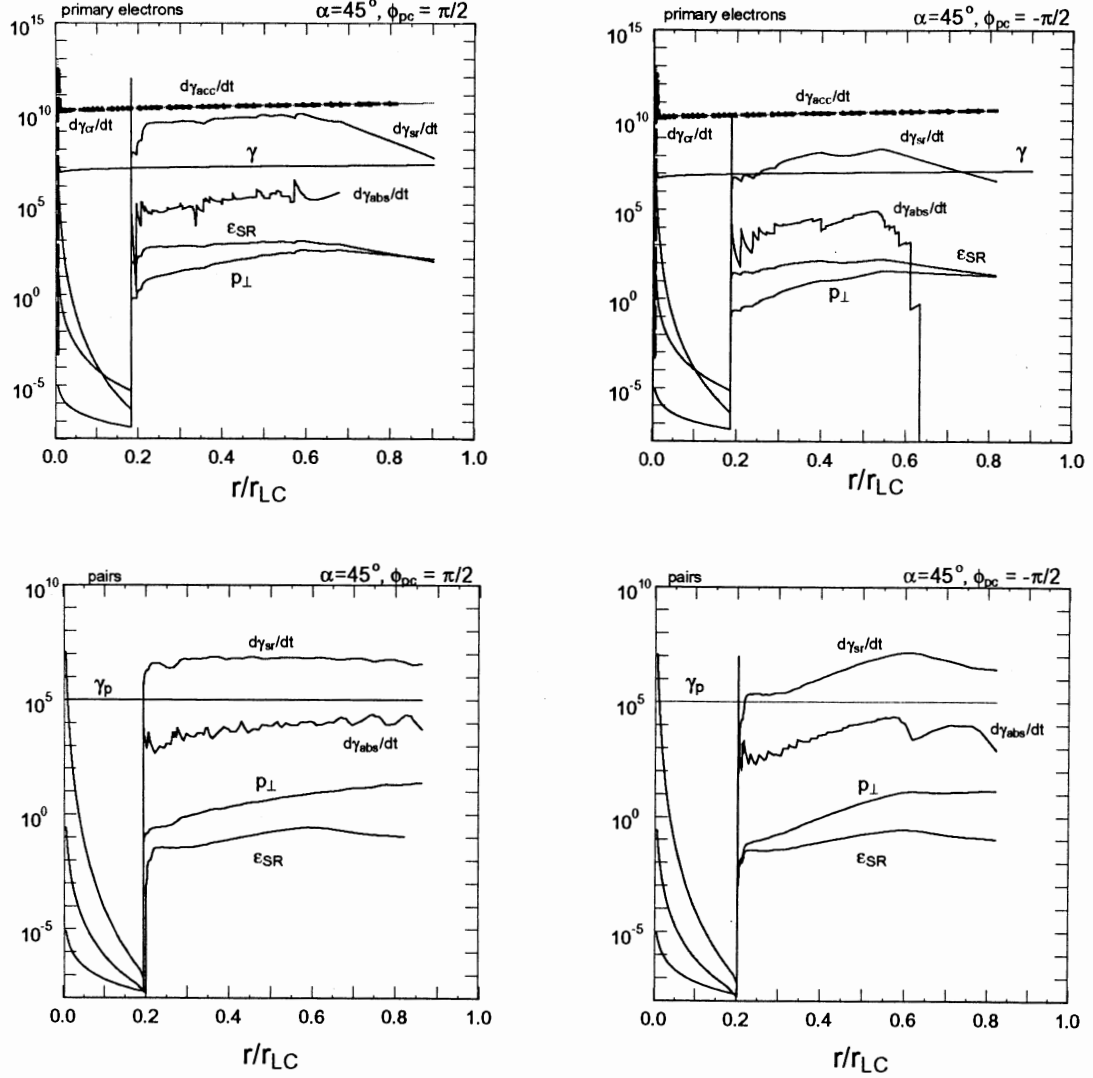 primary electrons α=45°, ϕpc = π/2
10^15
10^10
10^5
10^0
10^-5
dγacc/dt
dγcr/dt
dγsr/dt
γ
dγabs/dt
εSR
p⊥
0.0 0.2 0.4 0.6 0.8 1.0
r/rLC
primary electrons α=45°, ϕpc = -π/2
10^15
10^10
10^5
10^0
10^-5
dγacc/dt
dγcr/dt
dγsr/dt
γ
dγabs/dt
εSR
p⊥
0.0 0.2 0.4 0.6 0.8 1.0
r/rLC
pairs α=45°, ϕpc = π/2
10^10
10^5
10^0
10^-5
dγsr/dt
γp
dγabs/dt
p⊥
εSR
0.0 0.2 0.4 0.6 0.8 1.0
r/rLC
pairs α=45°, ϕpc = -π/2
10^10
10^5
10^0
10^-5
dγsr/dt
γp
dγabs/dt
p⊥
εSR
0.0 0.2 0.4 0.6 0.8 1.0
r/rLC